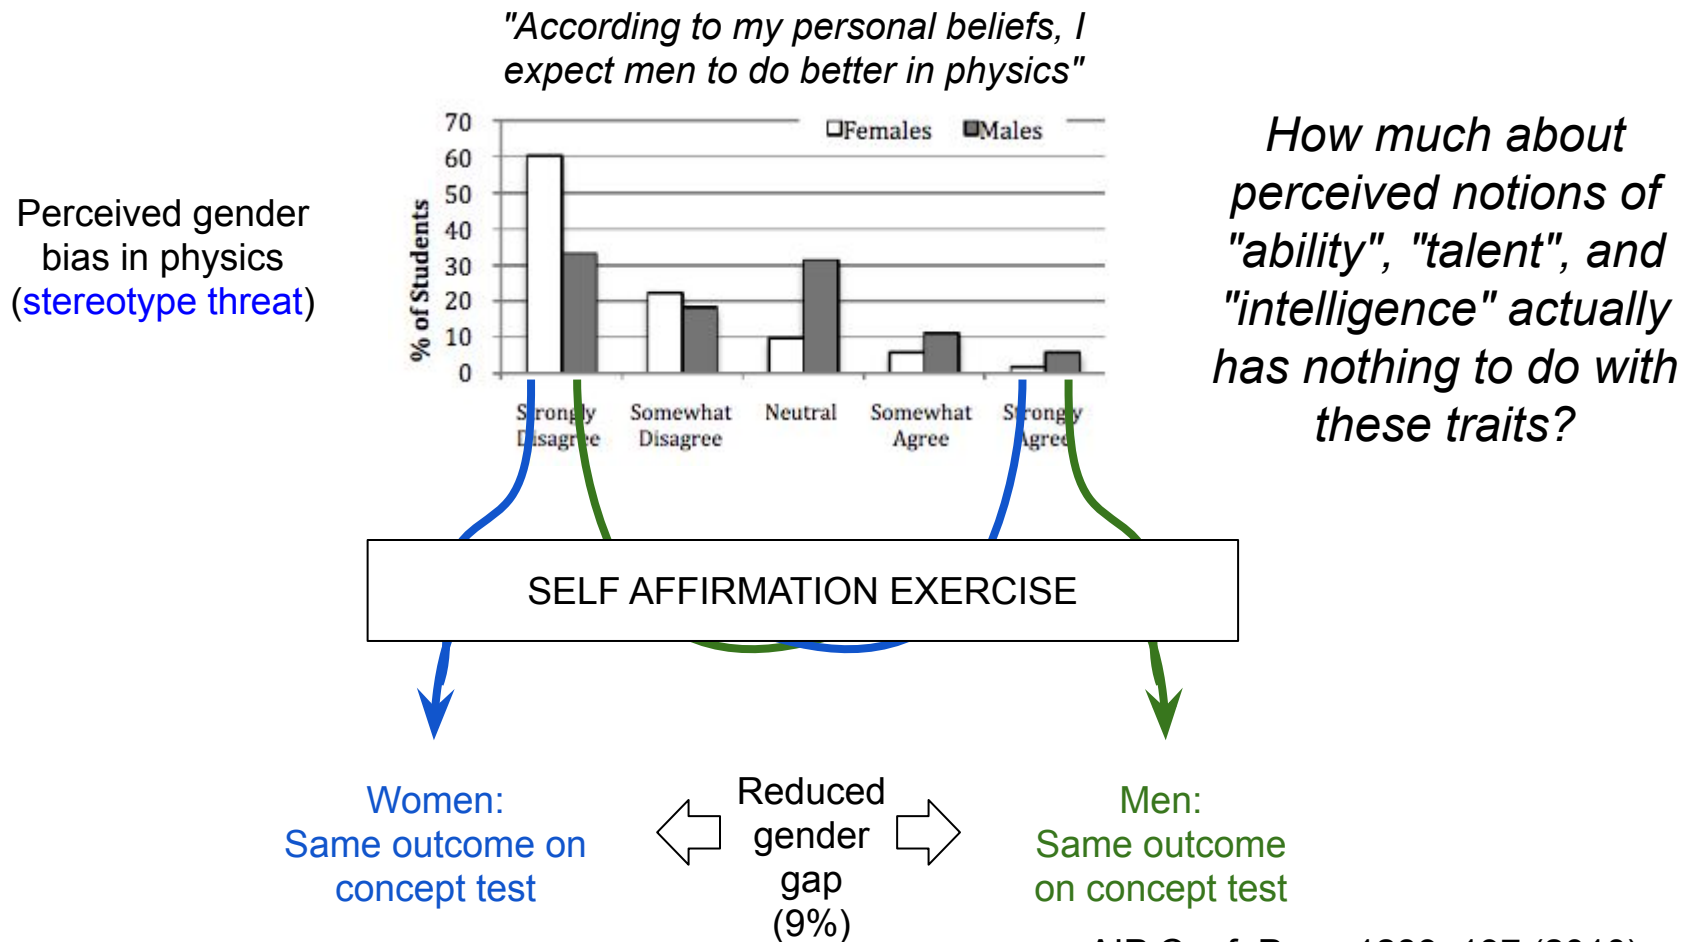 "According to my personal beliefs, I
expect men to do better in physics"
Perceived gender
bias in physics
(stereotype threat)
70
60
50
40
30
20
10
0
% of Students
Females Males
Strongly
Disagree
Somewhat
Disagree
Neutral
Somewhat
Agree
Strongly
Agree
How much about
perceived notions of
"ability", "talent", and
"intelligence" actually
has nothing to do with
these traits?
SELF AFFIRMATION EXERCISE
Women:
Same outcome on
concept test
Reduced
gender
gap
(9%)
Men:
Same outcome
on concept test